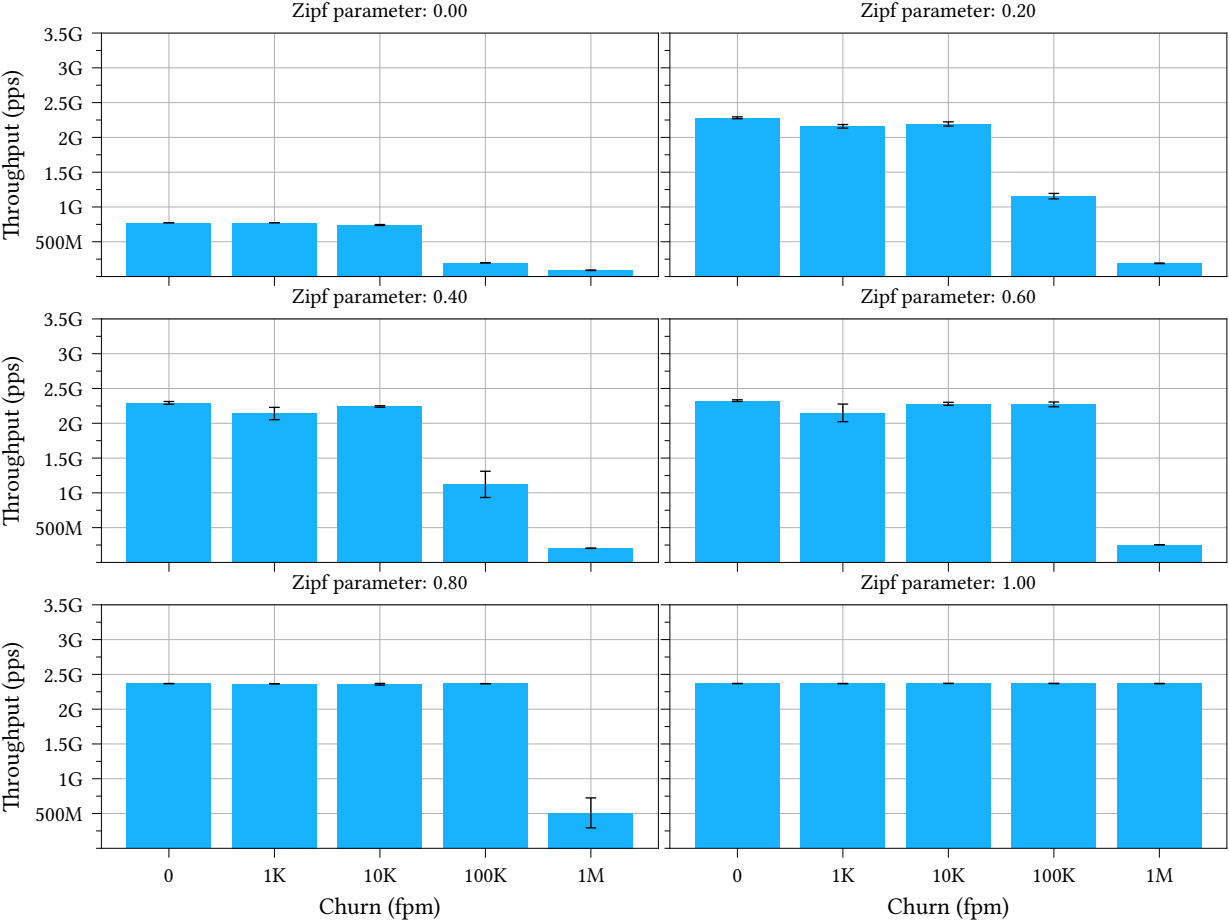 Zipf parameter: 0.00
Zipf parameter: 0.20
3.5G
3G
2.5G
2G
1.5G
1G
500M
Throughput (pps)
Zipf parameter: 0.40
Zipf parameter: 0.60
3.5G
3G
2.5G
2G
1.5G
1G
500M
Throughput (pps)
Zipf parameter: 0.80
Zipf parameter: 1.00
3.5G
3G
2.5G
2G
1.5G
1G
500M
Throughput (pps)
0 1K 10K 100K 1M
0 1K 10K 100K 1M
Churn (fpm)
Churn (fpm)